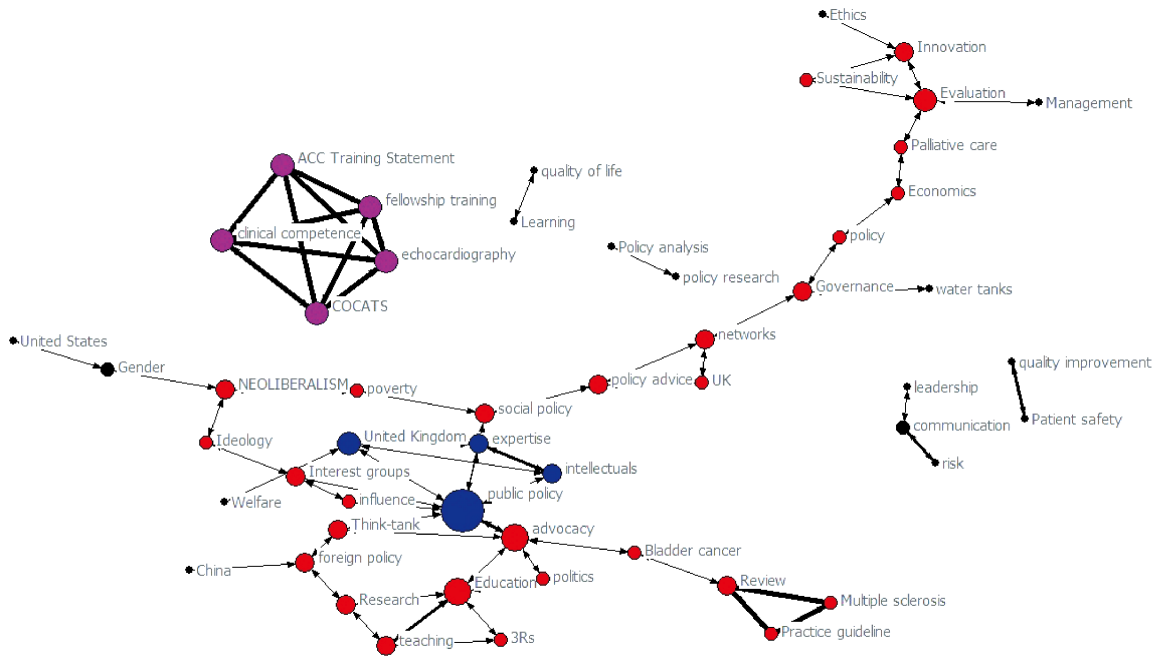 Ethics
Innovation
Sustainability
Evaluation
Management
Palliative care
ACC Training Statement
quality of life
Economics
fellowship training
Learning
clinical competence
policy
Policy analysis
echocardiography
policy research
Governance
water tanks
COCATS
networks
United States
Gender
quality improvement
NEOLIBERALISM
poverty
policy advice
UK
leadership
social policy
Patient safety
communication
Ideology
United Kingdom
expertise
risk
Interest groups
intellectuals
public policy
Welfare
influence
Think-tank
advocacy
Bladder cancer
foreign policy
China
Education
politics
Review
Research
Multiple sclerosis
Practice guideline
teaching
3Rs